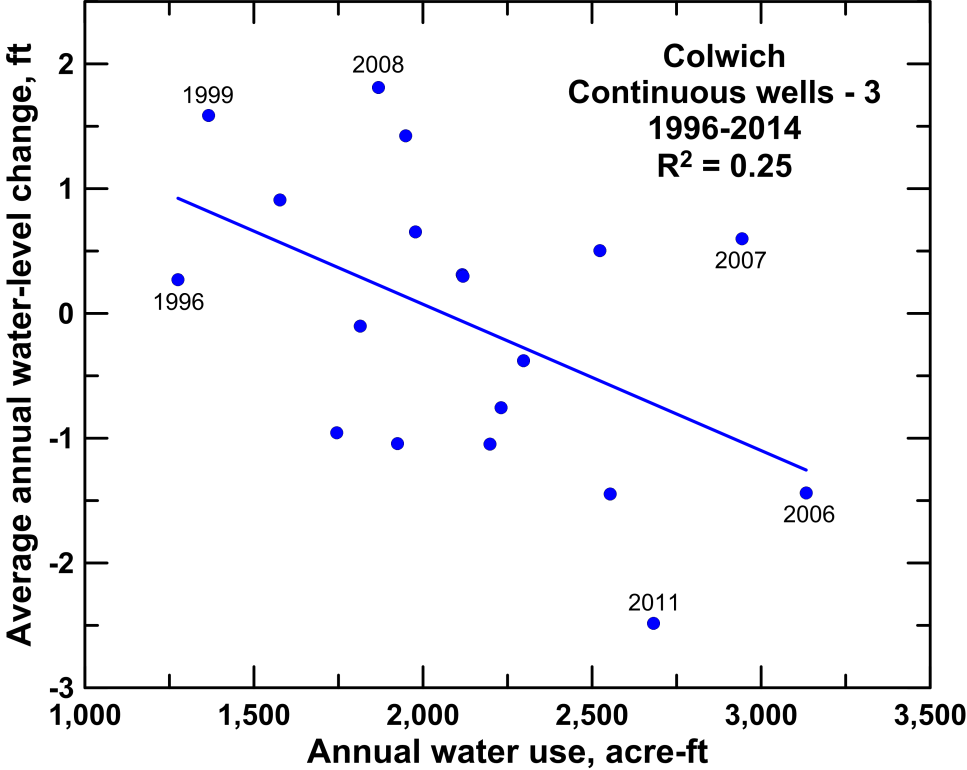 Colwich
Continuous wells - 3
1996-2014
R² = 0.25
Average annual water-level change, ft
2
1
0
-1
-2
-3
2008
1999
2007
1996
2006
2011
1,000 1,500 2,000 2,500 3,000 3,500
Annual water use, acre-ft